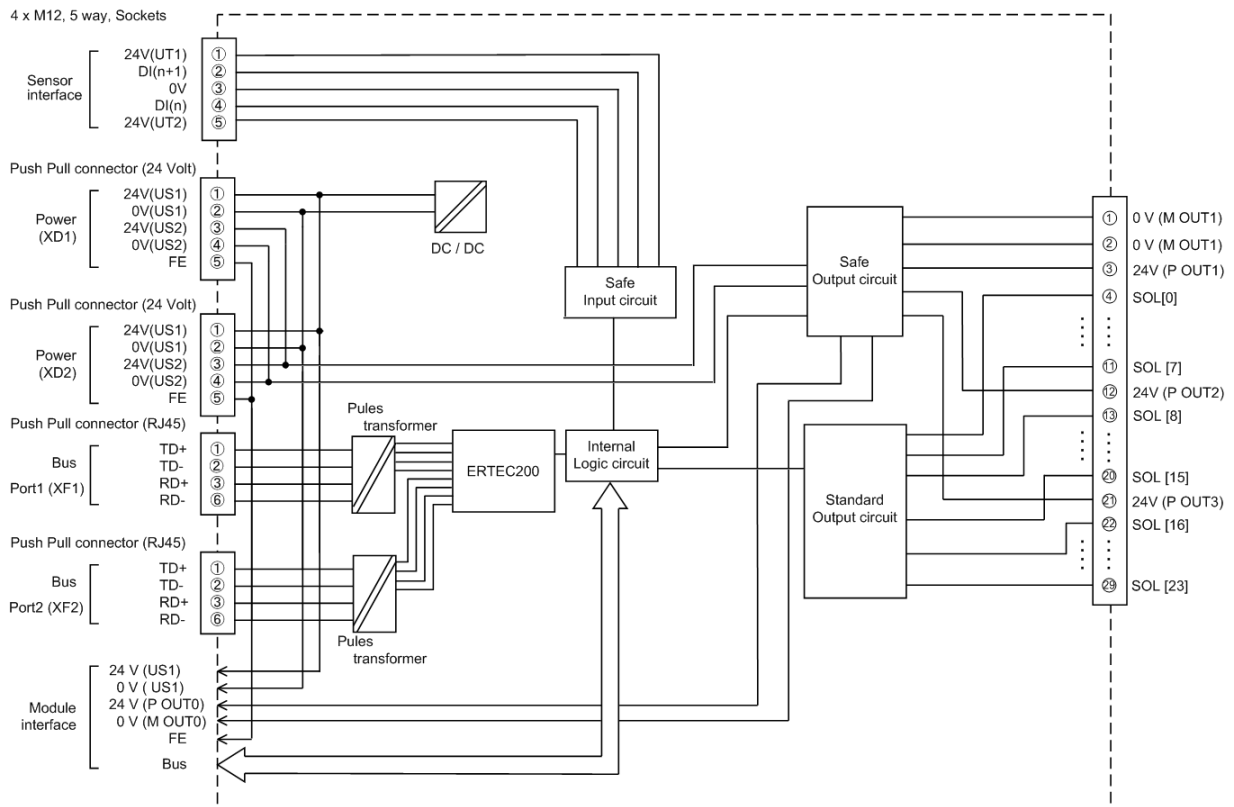 4 x M12, 5 way, Sockets
Sensor
interface
24V(UT1) ①
DI(n+1) ②
0V ③
DI(n) ④
24V(UT2) ⑤
Push Pull connector (24 Volt)
Power
(XD1)
24V(US1) ①
0V(US1) ②
24V(US2) ③
0V(US2) ④
FE ⑤
DC / DC
Push Pull connector (24 Volt)
Power
(XD2)
24V(US1) ①
0V(US1) ②
24V(US2) ③
0V(US2) ④
FE ⑤
Push Pull connector (RJ45)
Bus
Port1 (XF1)
TD+ ①
TD- ②
RD+ ③
RD- ⑥
Pules
transformer
ERTEC200
Push Pull connector (RJ45)
Bus
Port2 (XF2)
TD+ ①
TD- ②
RD+ ③
RD- ⑥
Pules
transformer
Module
interface
24 V (US1)
0 V ( US1)
24 V (P OUT0)
0 V (M OUT0)
FE
Bus
Safe
Input circuit
Internal
Logic circuit
Safe
Output circuit
Standard
Output circuit
① 0 V (M OUT1)
② 0 V (M OUT1)
③ 24V (P OUT1)
④ SOL[0]
⑪ SOL [7]
⑫ 24V (P OUT2)
⑬ SOL [8]
⑳ SOL [15]
㉑ 24V (P OUT3)
㉒ SOL [16]
㉙ SOL [23]